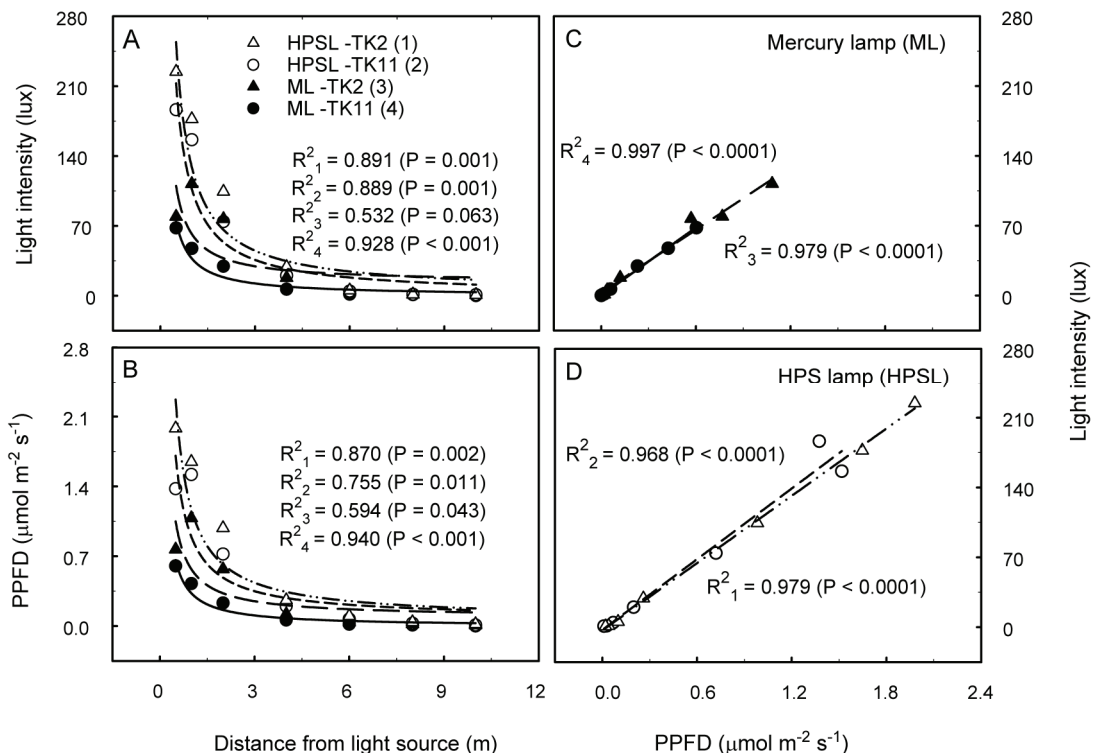 280
210
140
70
0
Light intensity (lux)
A
HPSL -TK2 (1)
HPSL -TK11 (2)
ML -TK2 (3)
ML -TK11 (4)
R²₁ = 0.891 (P = 0.001)
R²₂ = 0.889 (P = 0.001)
R²₃ = 0.532 (P = 0.063)
R²₄ = 0.928 (P < 0.001)
C
Mercury lamp (ML)
R²₄ = 0.997 (P < 0.0001)
R²₃ = 0.979 (P < 0.0001)
280
210
140
70
0
Light intensity (lux)
2.8
2.1
1.4
0.7
0.0
PPFD (μmol m⁻² s⁻¹)
B
R²₁ = 0.870 (P = 0.002)
R²₂ = 0.755 (P = 0.011)
R²₃ = 0.594 (P = 0.043)
R²₄ = 0.940 (P < 0.001)
0 3 6 9 12
Distance from light source (m)
D
HPS lamp (HPSL)
R²₂ = 0.968 (P < 0.0001)
R²₁ = 0.979 (P < 0.0001)
280
210
140
70
0
0.0 0.6 1.2 1.8 2.4
PPFD (μmol m⁻² s⁻¹)